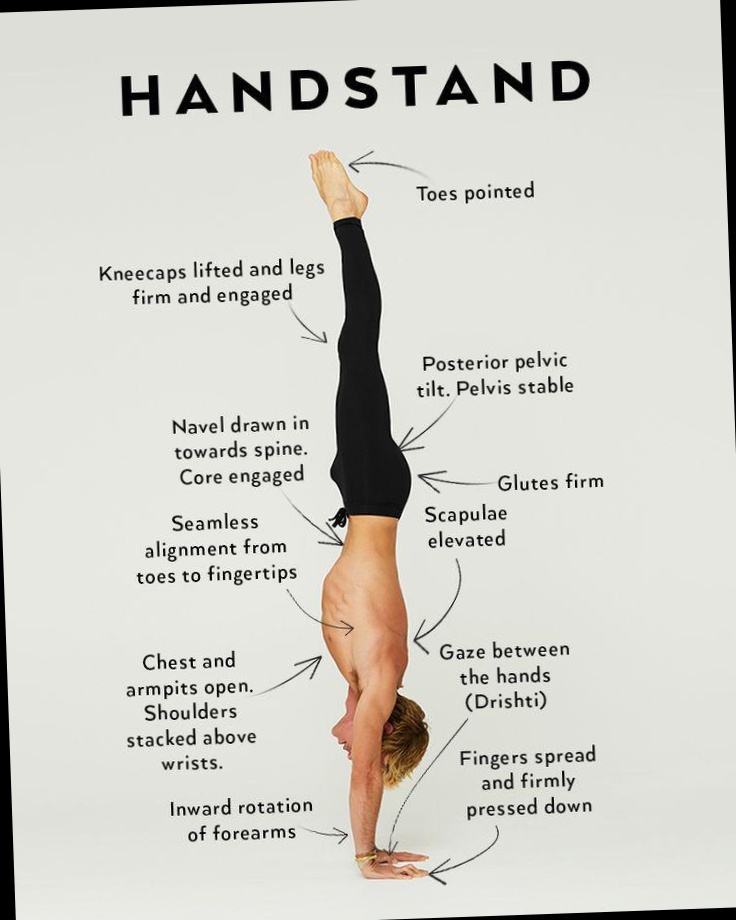 HANDSTAND
Toes pointed
Kneecaps lifted and legs
firm and engaged
Posterior pelvic
tilt. Pelvis stable
Navel drawn in
towards spine.
Core engaged
Glutes firm
Scapulae
elevated
Seamless
alignment from
toes to fingertips
Gaze between
the hands
(Drishti)
Chest and
armpits open.
Shoulders
stacked above
wrists.
Fingers spread
and firmly
pressed down
Inward rotation
of forearms